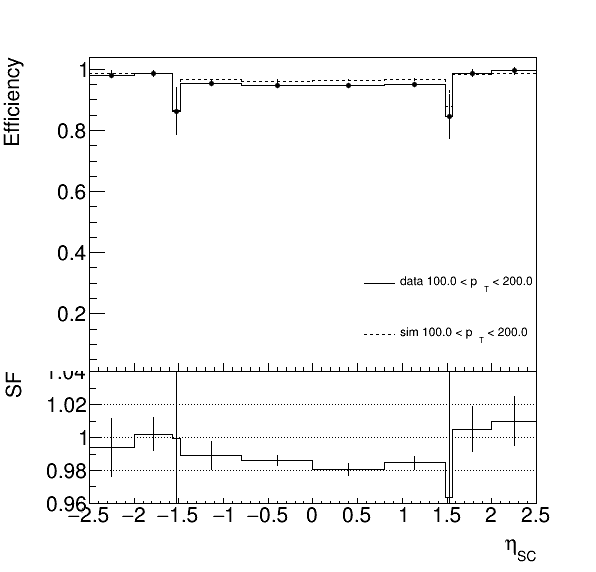 Efficiency
1
0.8
0.6
0.4
0.2
data 100.0 < p T < 200.0
sim 100.0 < p T < 200.0
SF
1.04
1.02
1
0.98
0.96
−2.5 −2 −1.5 −1 −0.5 0 0.5 1 1.5 2 2.5
ηSC